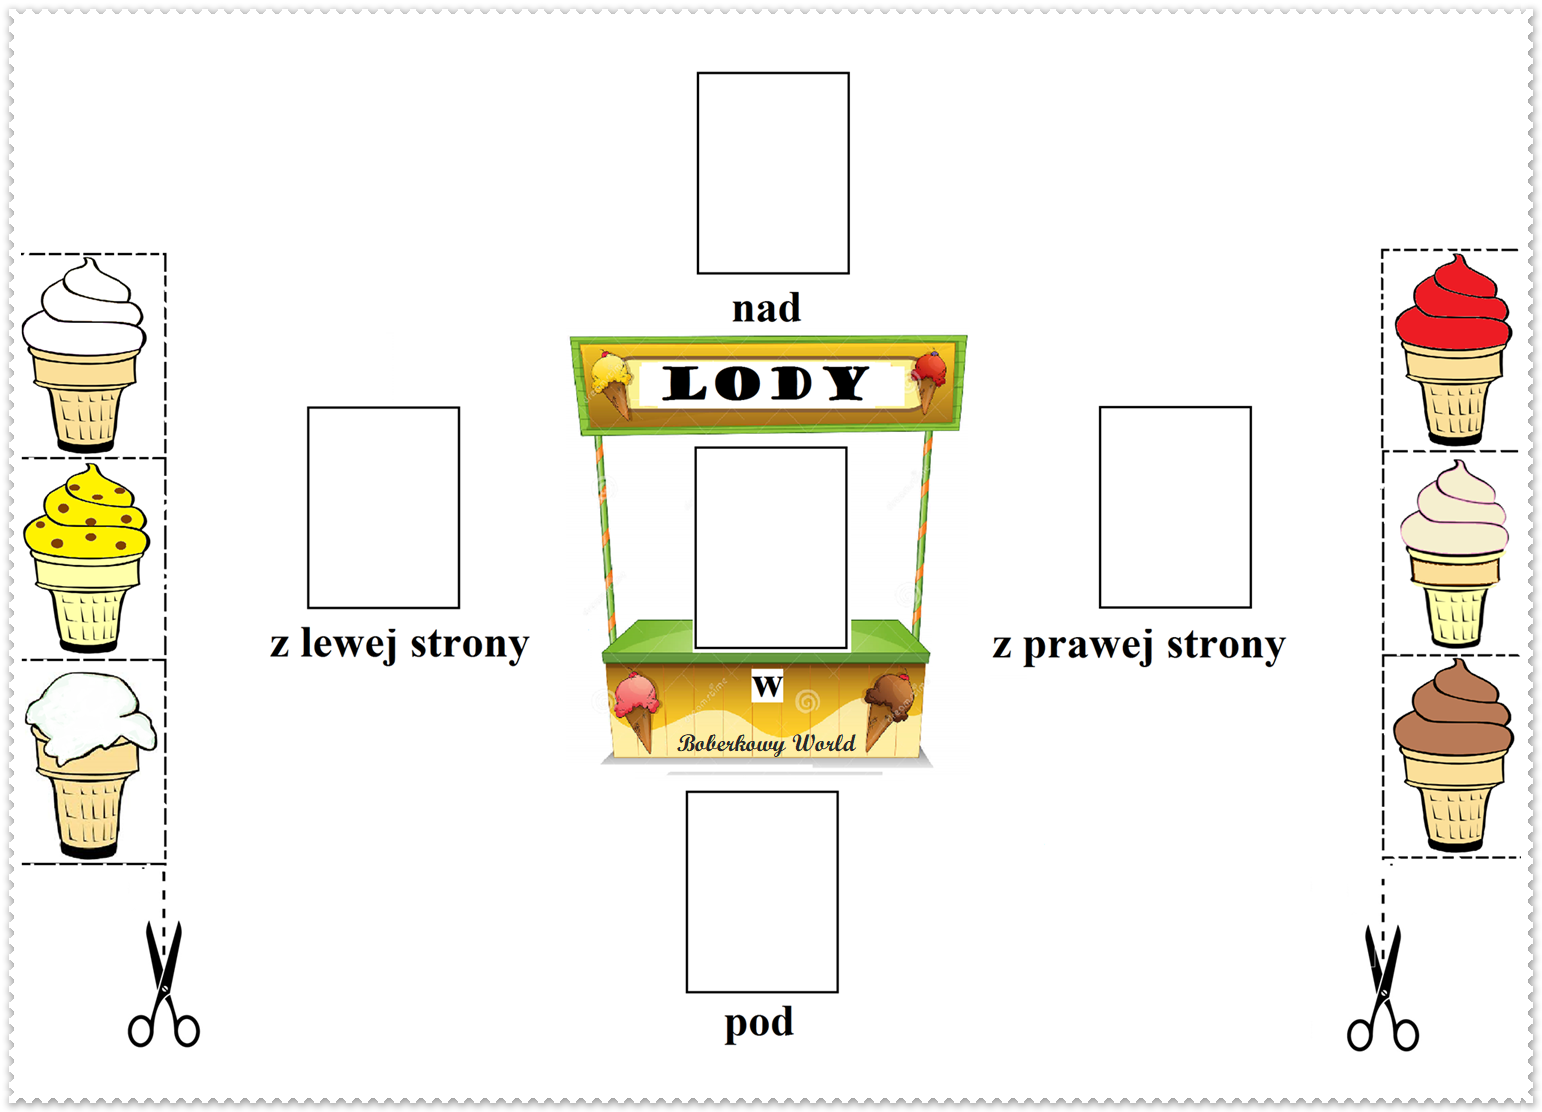 nad
LODY
z lewej strony
z prawej strony
w
Boberkowy World
pod